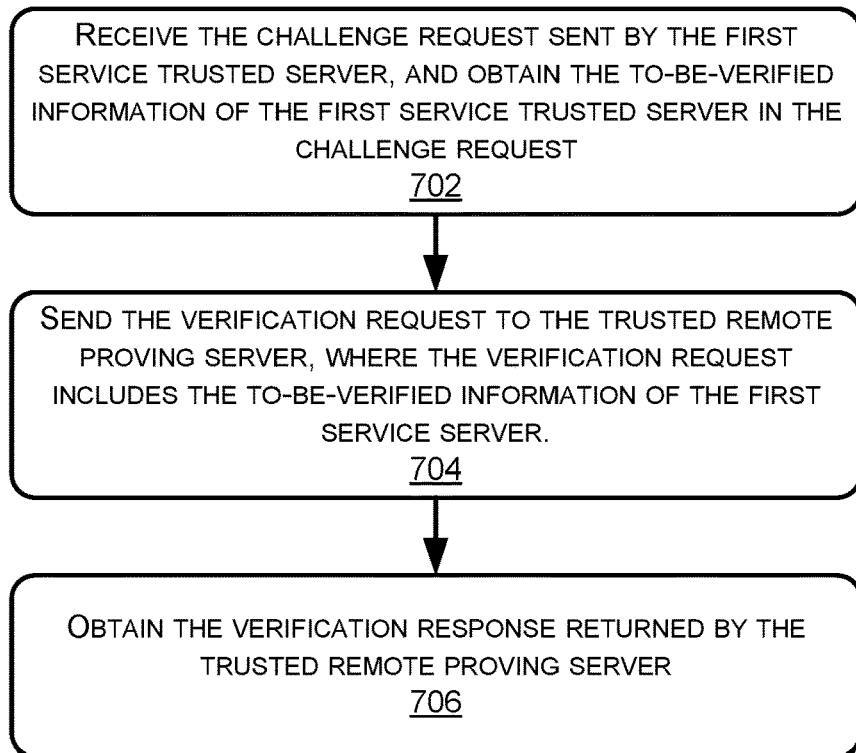 RECEIVE THE CHALLENGE REQUEST SENT BY THE FIRST
SERVICE TRUSTED SERVER, AND OBTAIN THE TO-BE-VERIFIED
INFORMATION OF THE FIRST SERVICE TRUSTED SERVER IN THE
CHALLENGE REQUEST
702
SEND THE VERIFICATION REQUEST TO THE TRUSTED REMOTE
PROVING SERVER, WHERE THE VERIFICATION REQUEST
INCLUDES THE TO-BE-VERIFIED INFORMATION OF THE FIRST
SERVICE SERVER.
704
OBTAIN THE VERIFICATION RESPONSE RETURNED BY THE
TRUSTED REMOTE PROVING SERVER
706